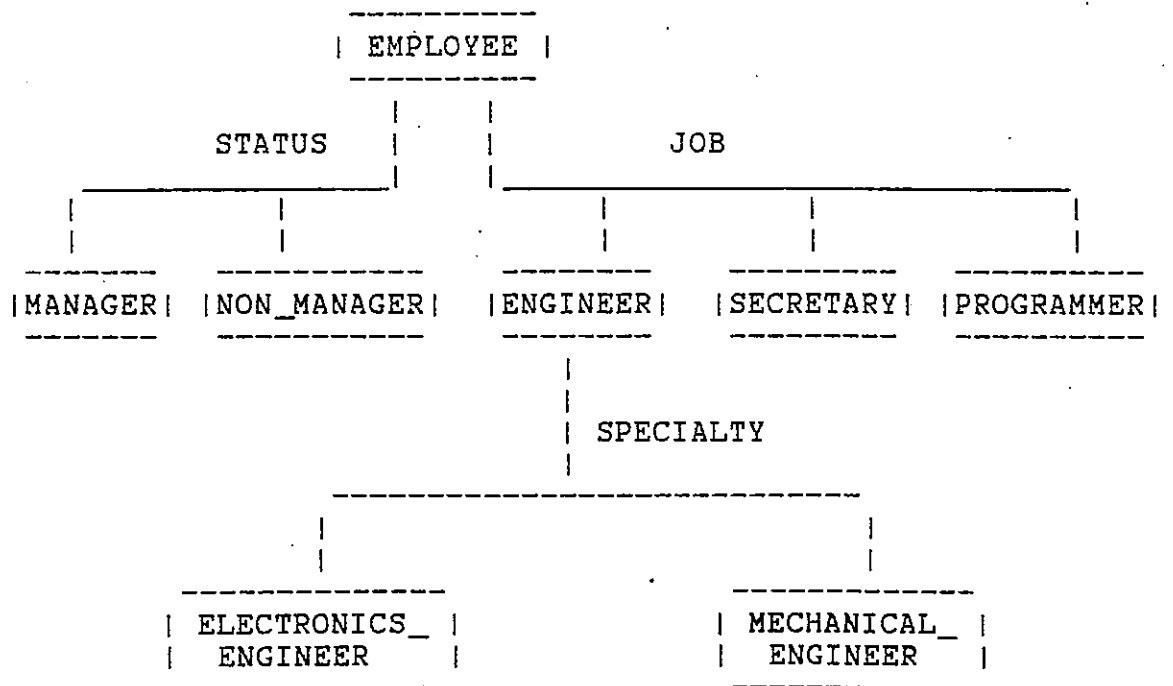 EMPLOYEE
STATUS JOB
|MANAGER| |NON_MANAGER| |ENGINEER| |SECRETARY| |PROGRAMMER|
SPECIALTY
| ELECTRONICS_ | | MECHANICAL_ |
| ENGINEER | | ENGINEER |